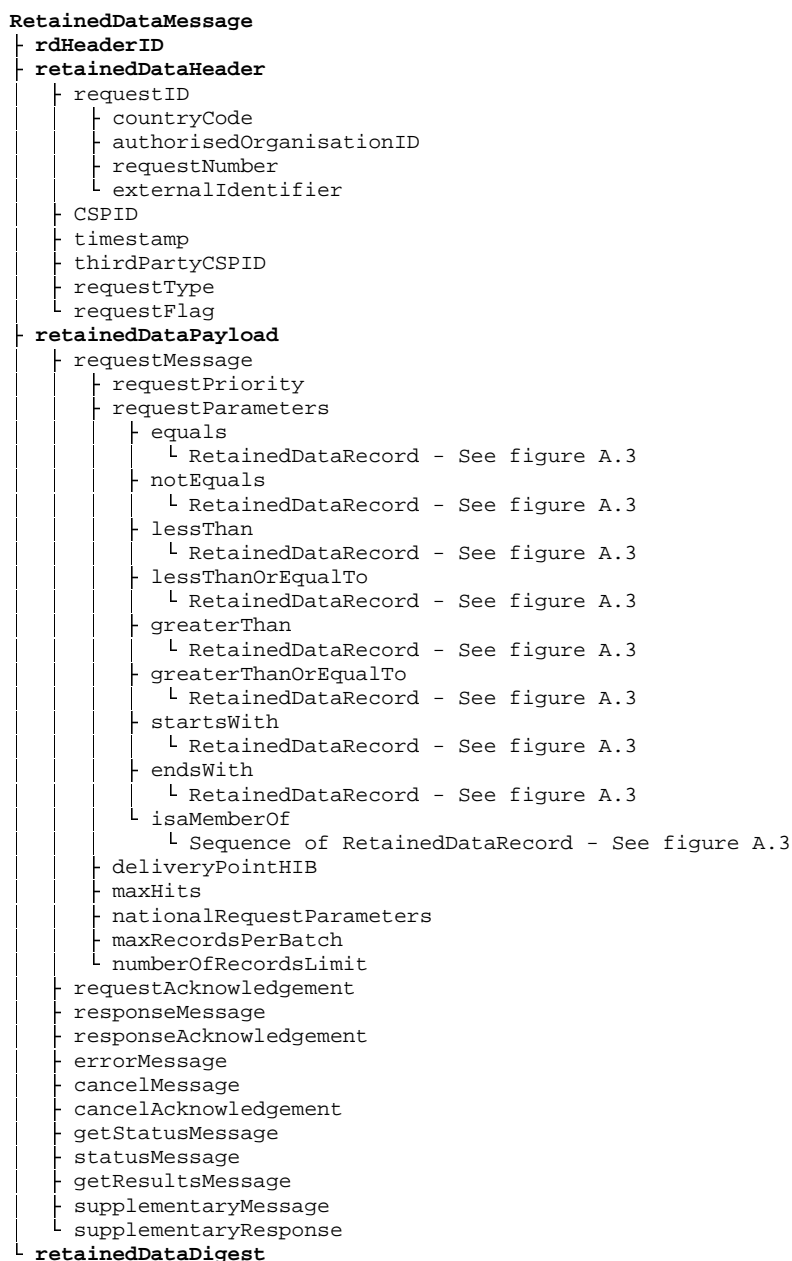 RetainedDataMessage
├ rdHeaderID
├ retainedDataHeader
│ ├ requestID
│ │ ├ countryCode
│ │ ├ authorisedOrganisationID
│ │ ├ requestNumber
│ │ └ externalIdentifier
│ ├ CSPID
│ ├ timestamp
│ ├ thirdPartyCSPID
│ ├ requestType
│ └ requestFlag
├ retainedDataPayload
│ ├ requestMessage
│ │ ├ requestPriority
│ │ ├ requestParameters
│ │ │ ├ equals
│ │ │ │ └ RetainedDataRecord - See figure A.3
│ │ │ ├ notEquals
│ │ │ │ └ RetainedDataRecord - See figure A.3
│ │ │ ├ lessThan
│ │ │ │ └ RetainedDataRecord - See figure A.3
│ │ │ ├ lessThanOrEqualTo
│ │ │ │ └ RetainedDataRecord - See figure A.3
│ │ │ ├ greaterThan
│ │ │ │ └ RetainedDataRecord - See figure A.3
│ │ │ ├ greaterThanOrEqualTo
│ │ │ │ └ RetainedDataRecord - See figure A.3
│ │ │ ├ startsWith
│ │ │ │ └ RetainedDataRecord - See figure A.3
│ │ │ ├ endsWith
│ │ │ │ └ RetainedDataRecord - See figure A.3
│ │ │ └ isaMemberOf
│ │ │   └ Sequence of RetainedDataRecord - See figure A.3
│ │ ├ deliveryPointHIB
│ │ ├ maxHits
│ │ ├ nationalRequestParameters
│ │ ├ maxRecordsPerBatch
│ │ └ numberOfRecordsLimit
│ ├ requestAcknowledgement
│ ├ responseMessage
│ ├ responseAcknowledgement
│ ├ errorMessage
│ ├ cancelMessage
│ ├ cancelAcknowledgement
│ ├ getStatusMessage
│ ├ statusMessage
│ ├ getResultsMessage
│ ├ supplementaryMessage
│ └ supplementaryResponse
└ retainedDataDigest